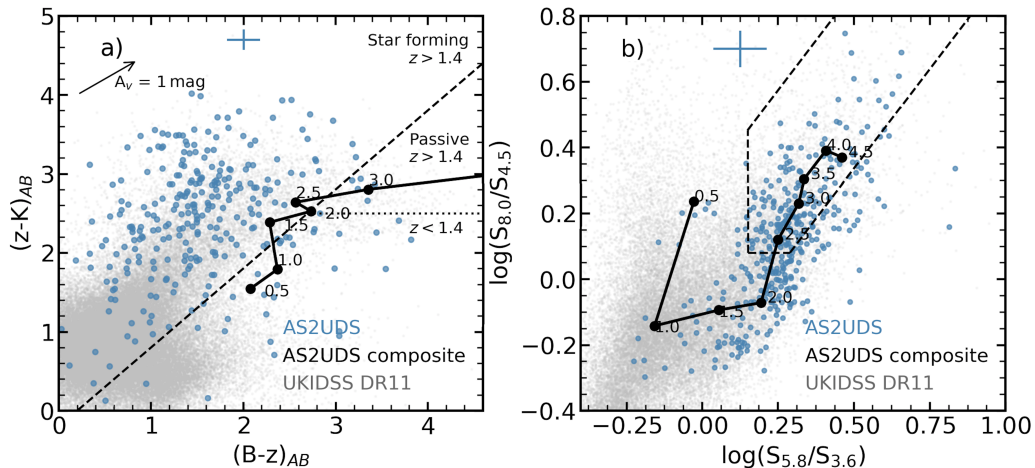 a)
A_v = 1 mag
Star forming
z > 1.4
Passive
z > 1.4
z < 1.4
0.5
1.0
1.5
2.0
2.5
3.0
AS2UDS
AS2UDS composite
UKIDSS DR11
5
4
3
2
1
0
0
1
2
3
4
(z-K)_AB
(B-z)_AB
b)
0.5
1.0
1.5
2.0
2.5
3.0
3.5
4.0
4.5
AS2UDS
AS2UDS composite
UKIDSS DR11
0.8
0.6
0.4
0.2
0.0
−0.2
−0.4
−0.25
0.00
0.25
0.50
0.75
1.00
log(S_8.0/S_4.5)
log(S_5.8/S_3.6)